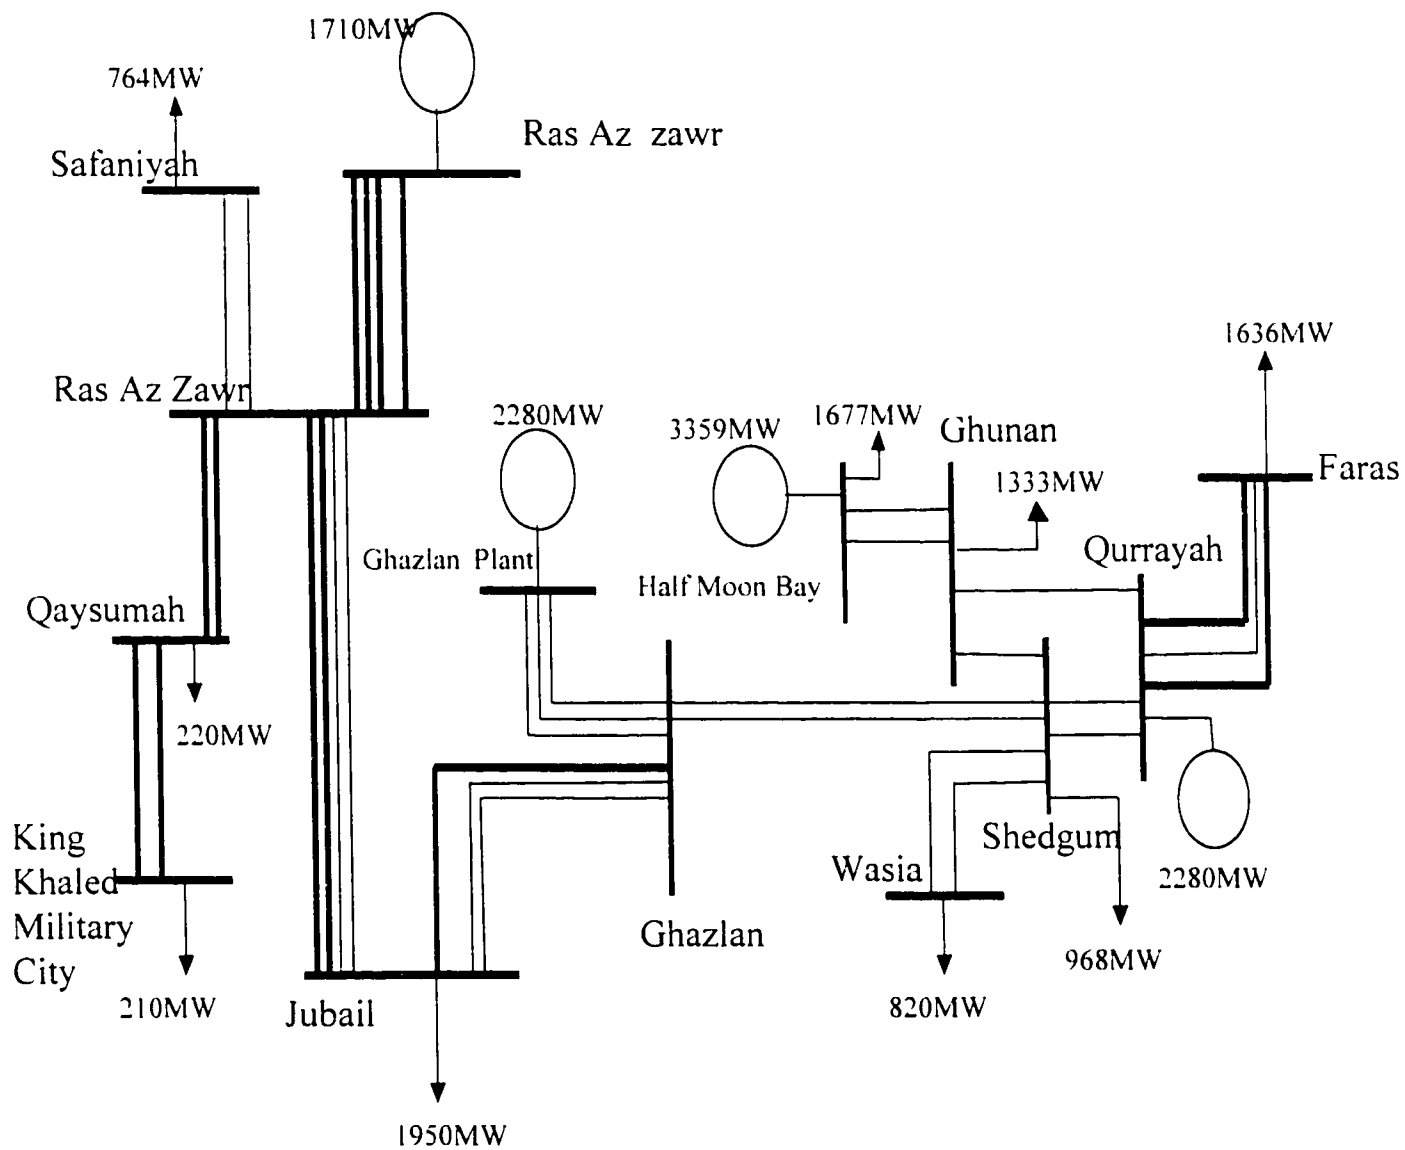 1710MW
764MW
Ras Az zawr
Safaniyah
1636MW
Ras Az Zawr
2280MW
3359MW
1677MW
Ghunan
Faras
1333MW
Ghazlan Plant
Qurrayah
Half Moon Bay
Qaysumah
220MW
King
Khaled
Military
City
Shedgum
Wasia
2280MW
Ghazlan
968MW
210MW
Jubail
820MW
1950MW